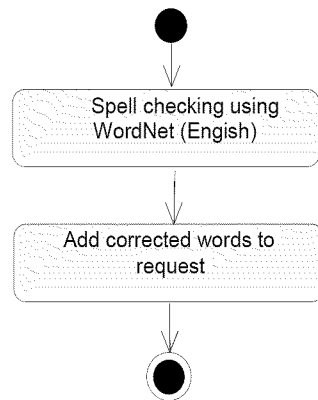 Spell checking using
WordNet (Engish)
Add corrected words to
request